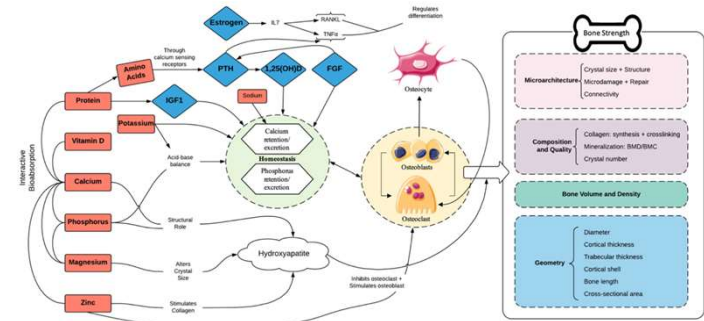 Estrogen
IL7
RANKL
TNFα
Regulates
differentiation
Amino
Acids
Through
calcium sensing
receptors
PTH
1,25(OH)D
FGF
Protein
IGF1
Sodium
Potassium
Vitamin D
Acid-base
balance
Calcium
retention/
excretion
Homeostasis
Phosphorus
retention/
excretion
Interactive
Bioabsorption
Calcium
Phosphorus
Structural
Role
Magnesium
Alters
Crystal
Size
Hydroxyapatite
Zinc
Stimulates
Collagen
Inhibits osteoclast +
Stimulates osteoblast
Osteocyte
Osteoblasts
Osteoclast
Bone Strength
Microarchitecture
Crystal size + Structure
Microdamage + Repair
Connectivity
Composition
and Quality
Collagen: synthesis + crosslinking
Mineralization: BMD/BMC
Crystal number
Bone Volume and Density
Geometry
Diameter
Cortical thickness
Trabecular thickness
Cortical shell
Bone length
Cross-sectional area